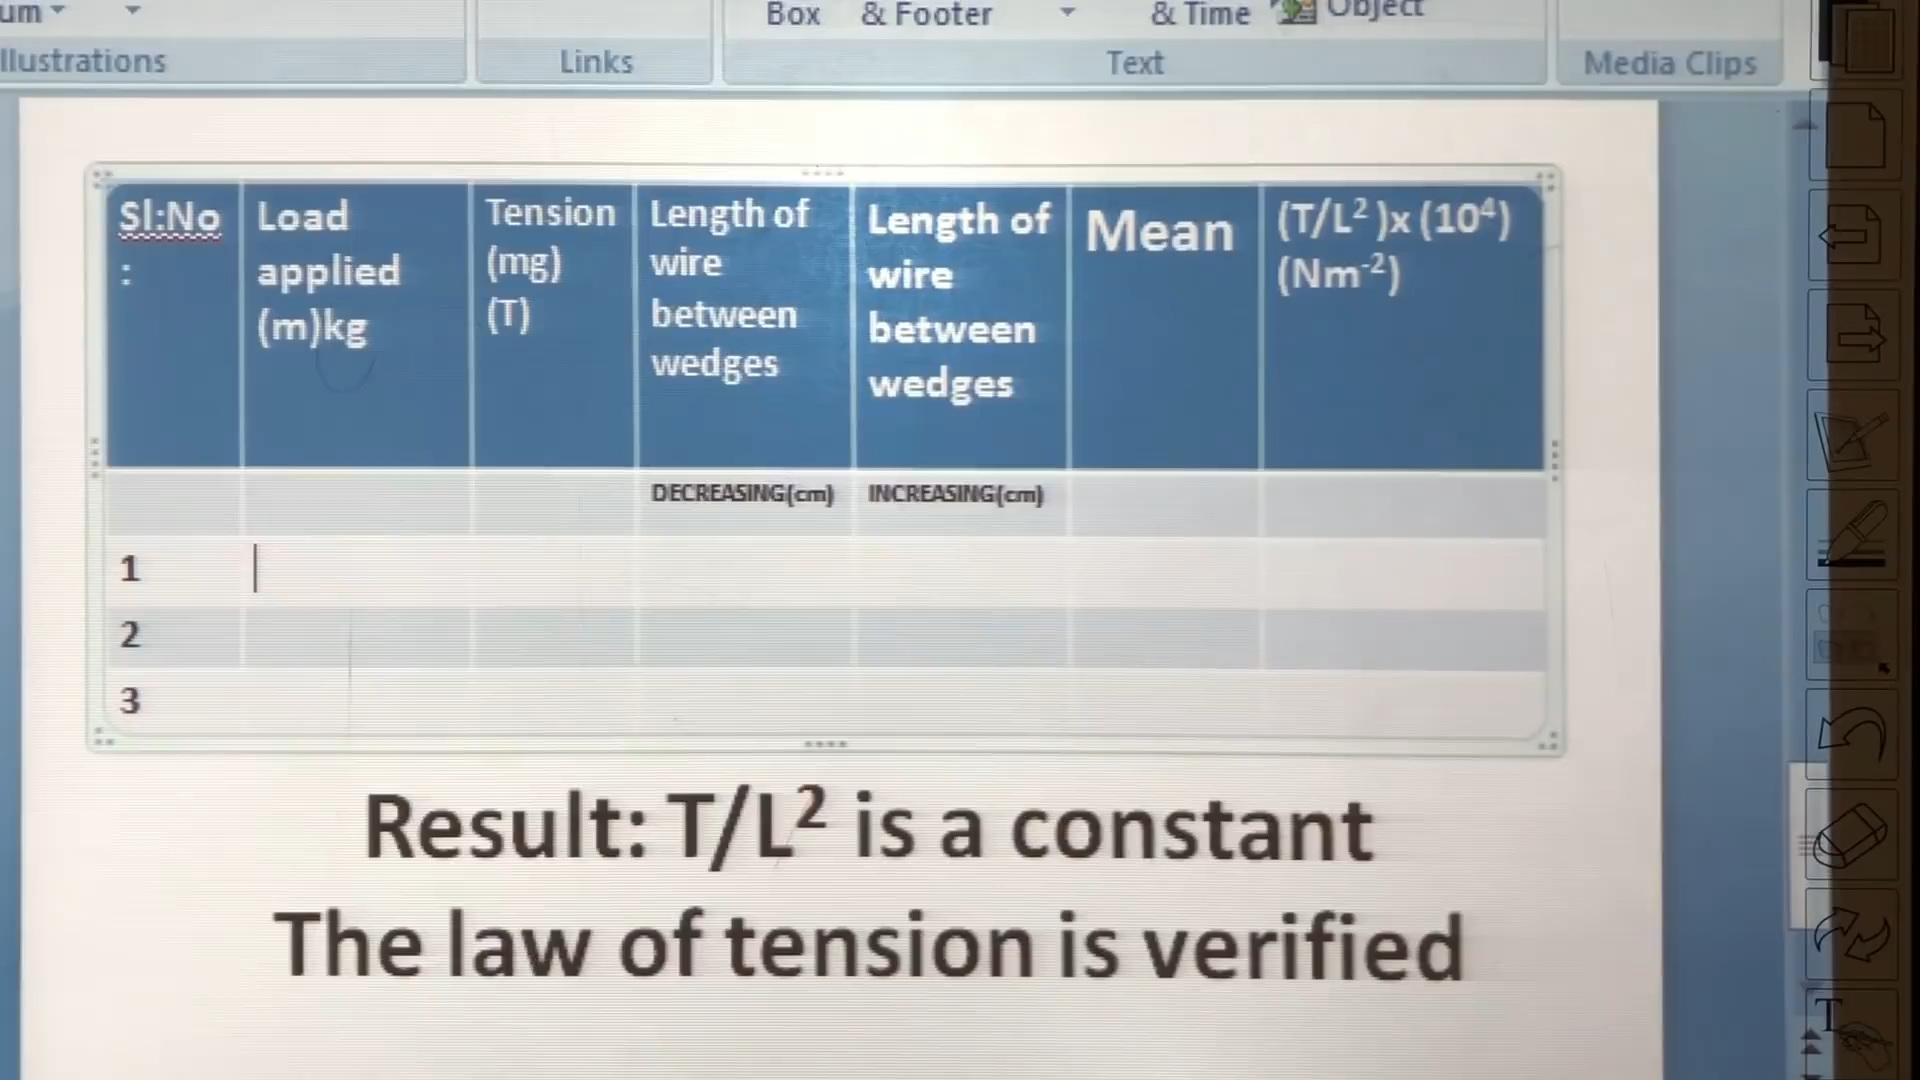 um
Box & Footer & Time Object
llustrations Links Text Media Clips
Sl:No
:
Load
applied
(m)kg
Tension
(mg)
(T)
Length of
wire
between
wedges
Length of
wire
between
wedges
Mean
(T/L² )x (10⁴)
(Nm⁻²)
DECREASING(cm) INCREASING(cm)
1
2
3
Result: T/L² is a constant
The law of tension is verified
T